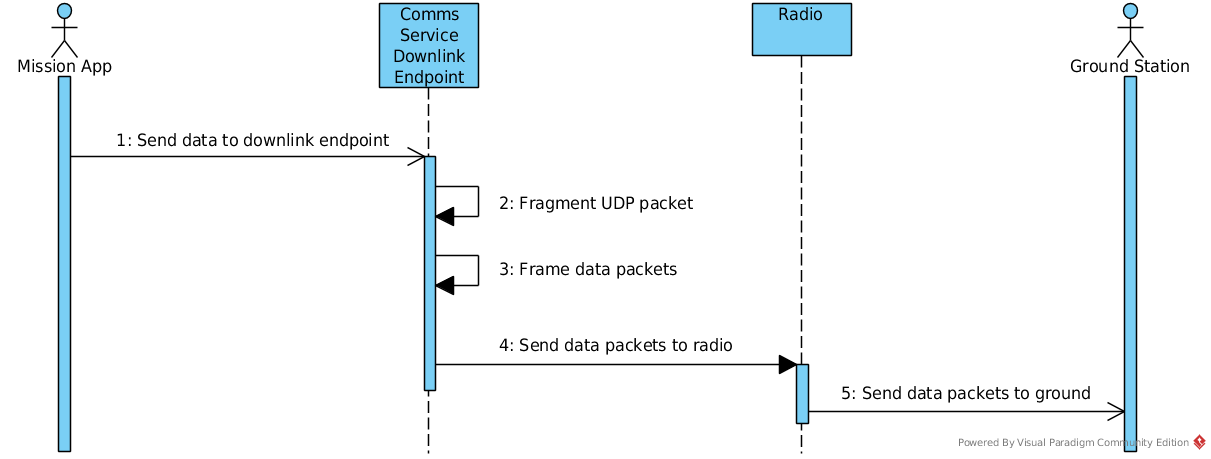 Comms
Service
Downlink
Endpoint
Radio
Mission App
Ground Station
1: Send data to downlink endpoint
2: Fragment UDP packet
3: Frame data packets
4: Send data packets to radio
5: Send data packets to ground
Powered By Visual Paradigm Community Edition